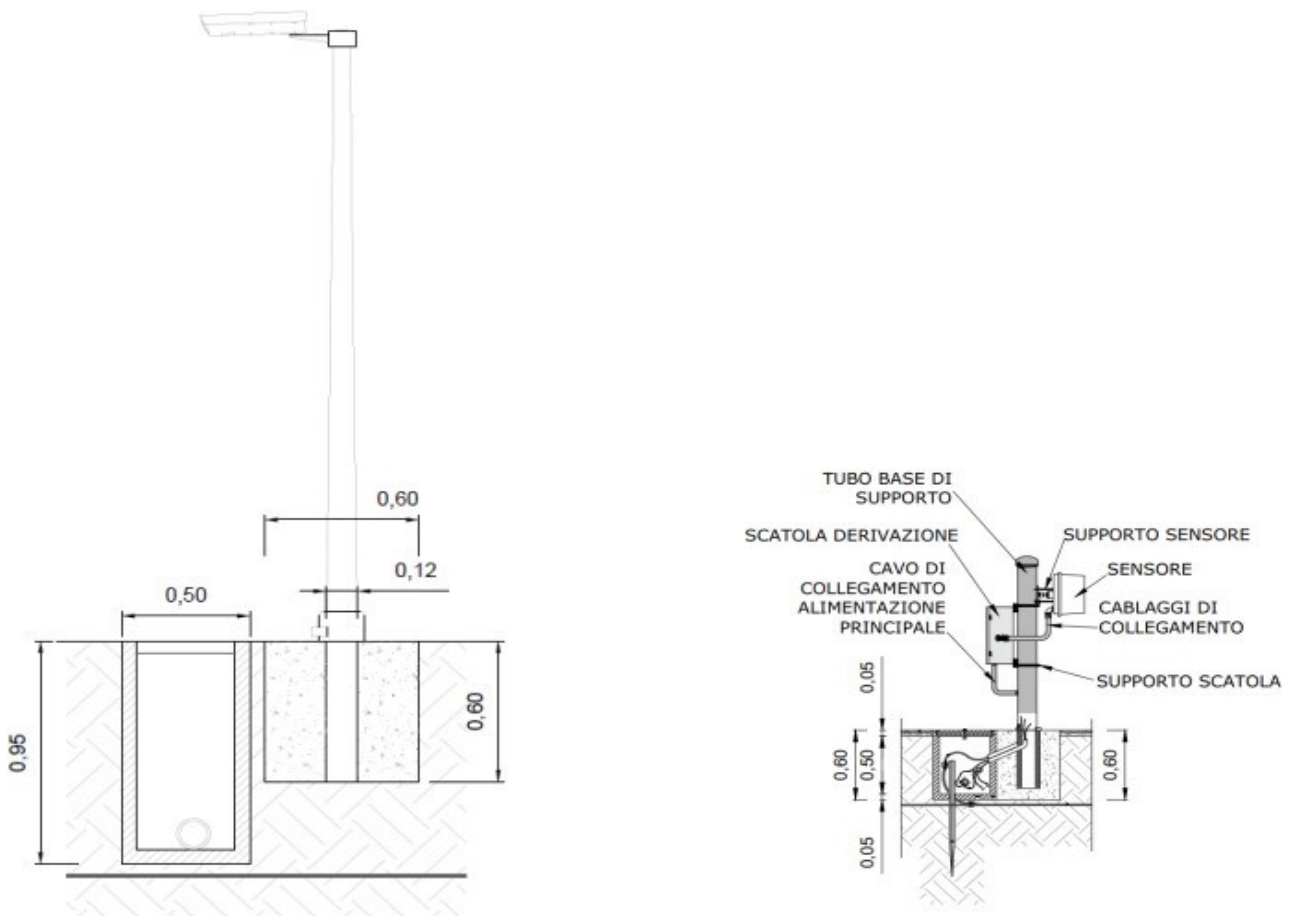 0,60
0,12
0,50
0,95
0,60
TUBO BASE DI
SUPPORTO
SCATOLA DERIVAZIONE
CAVO DI
COLLEGAMENTO
ALIMENTAZIONE
PRINCIPALE
SUPPORTO SENSORE
SENSORE
CABLAGGI DI
COLLEGAMENTO
SUPPORTO SCATOLA
0,05
0,60
0,50
0,60
0,05